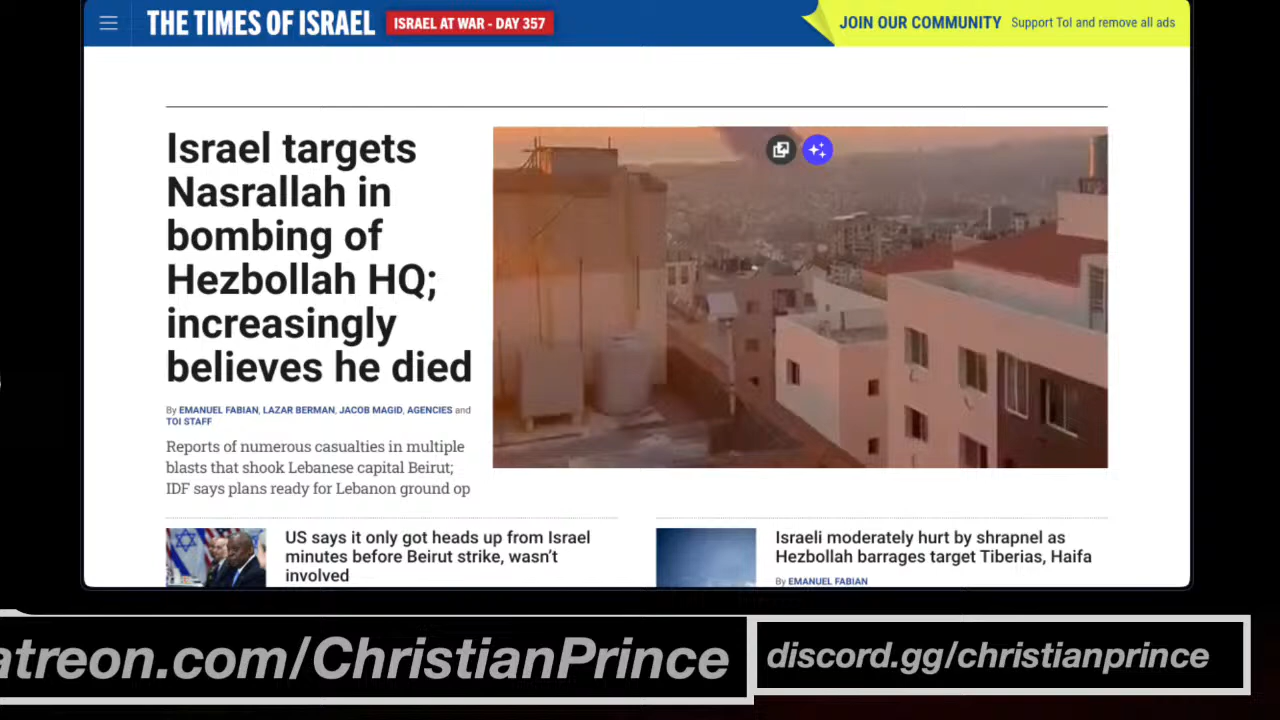 THE TIMES OF ISRAEL
ISRAEL AT WAR - DAY 357
JOIN OUR COMMUNITY Support ToI and remove all ads
Israel targets
Nasrallah in
bombing of
Hezbollah HQ;
increasingly
believes he died
By EMANUEL FABIAN, LAZAR BERMAN, JACOB MAGID, AGENCIES and
TOI STAFF
Reports of numerous casualties in multiple
blasts that shook Lebanese capital Beirut;
IDF says plans ready for Lebanon ground op
US says it only got heads up from Israel
minutes before Beirut strike, wasn't
involved
Israeli moderately hurt by shrapnel as
Hezbollah barrages target Tiberias, Haifa
By EMANUEL FABIAN
atreon.com/ChristianPrince
discord.gg/christianprince